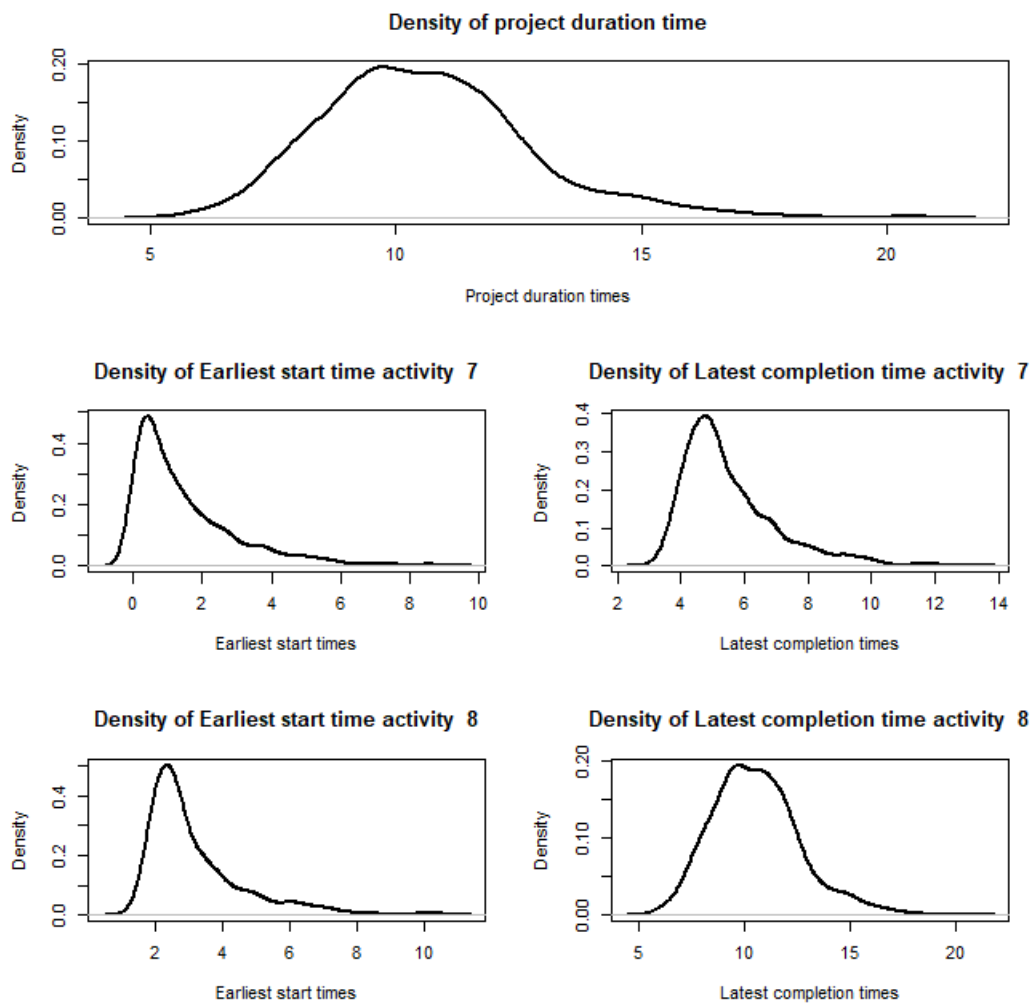 Density of project duration time
Density
0.00 0.10 0.20
5 10 15 20
Project duration times
Density of Earliest start time activity 7
Density
0.0 0.2 0.4
0 2 4 6 8 10
Earliest start times
Density of Latest completion time activity 7
Density
0.0 0.1 0.2 0.3 0.4
2 4 6 8 10 12 14
Latest completion times
Density of Earliest start time activity 8
Density
0.0 0.2 0.4
2 4 6 8 10
Earliest start times
Density of Latest completion time activity 8
Density
0.00 0.10 0.20
5 10 15 20
Latest completion times